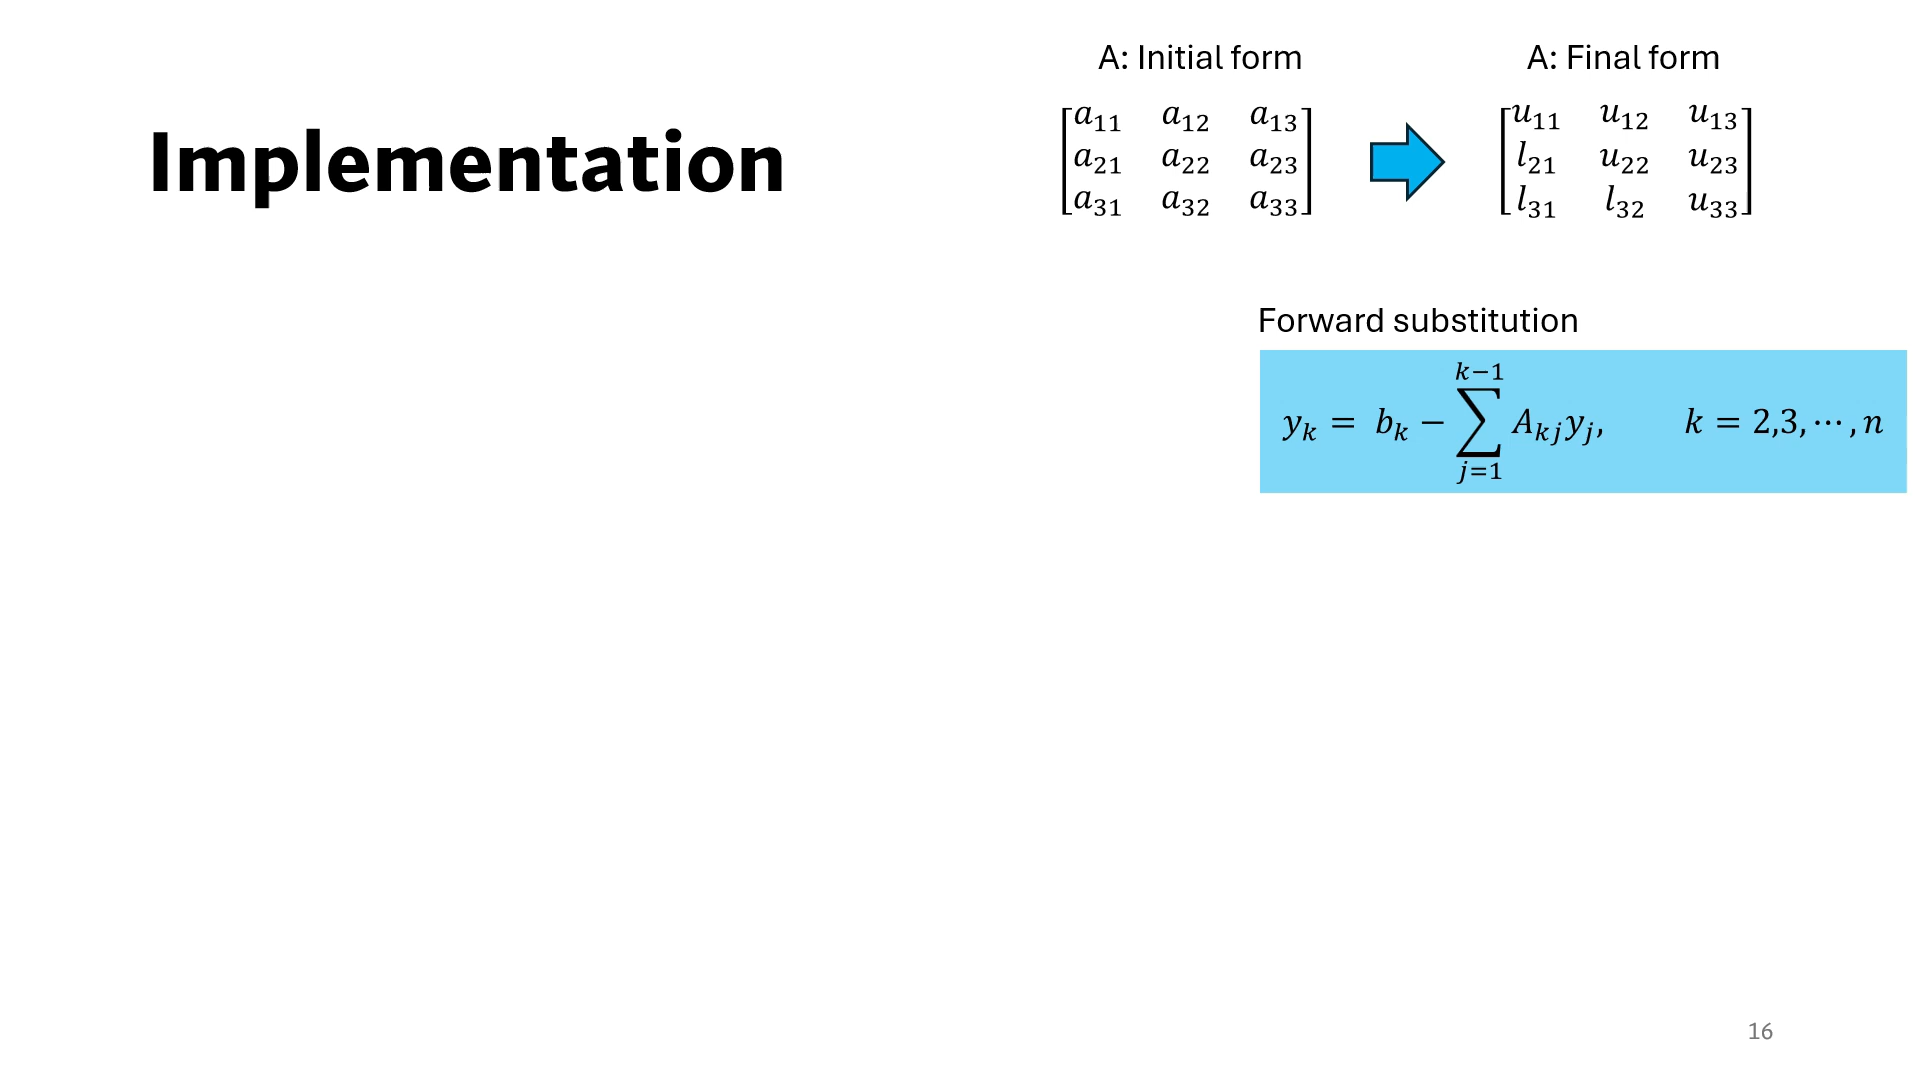 Implementation
A: Initial form
A: Final form
a11 a12 a13
a21 a22 a23
a31 a32 a33
u11 u12 u13
l21 u22 u23
l31 l32 u33
Forward substitution
yk = bk − ∑_{j=1}^{k−1} Akj yj, k = 2,3,⋯,n
16